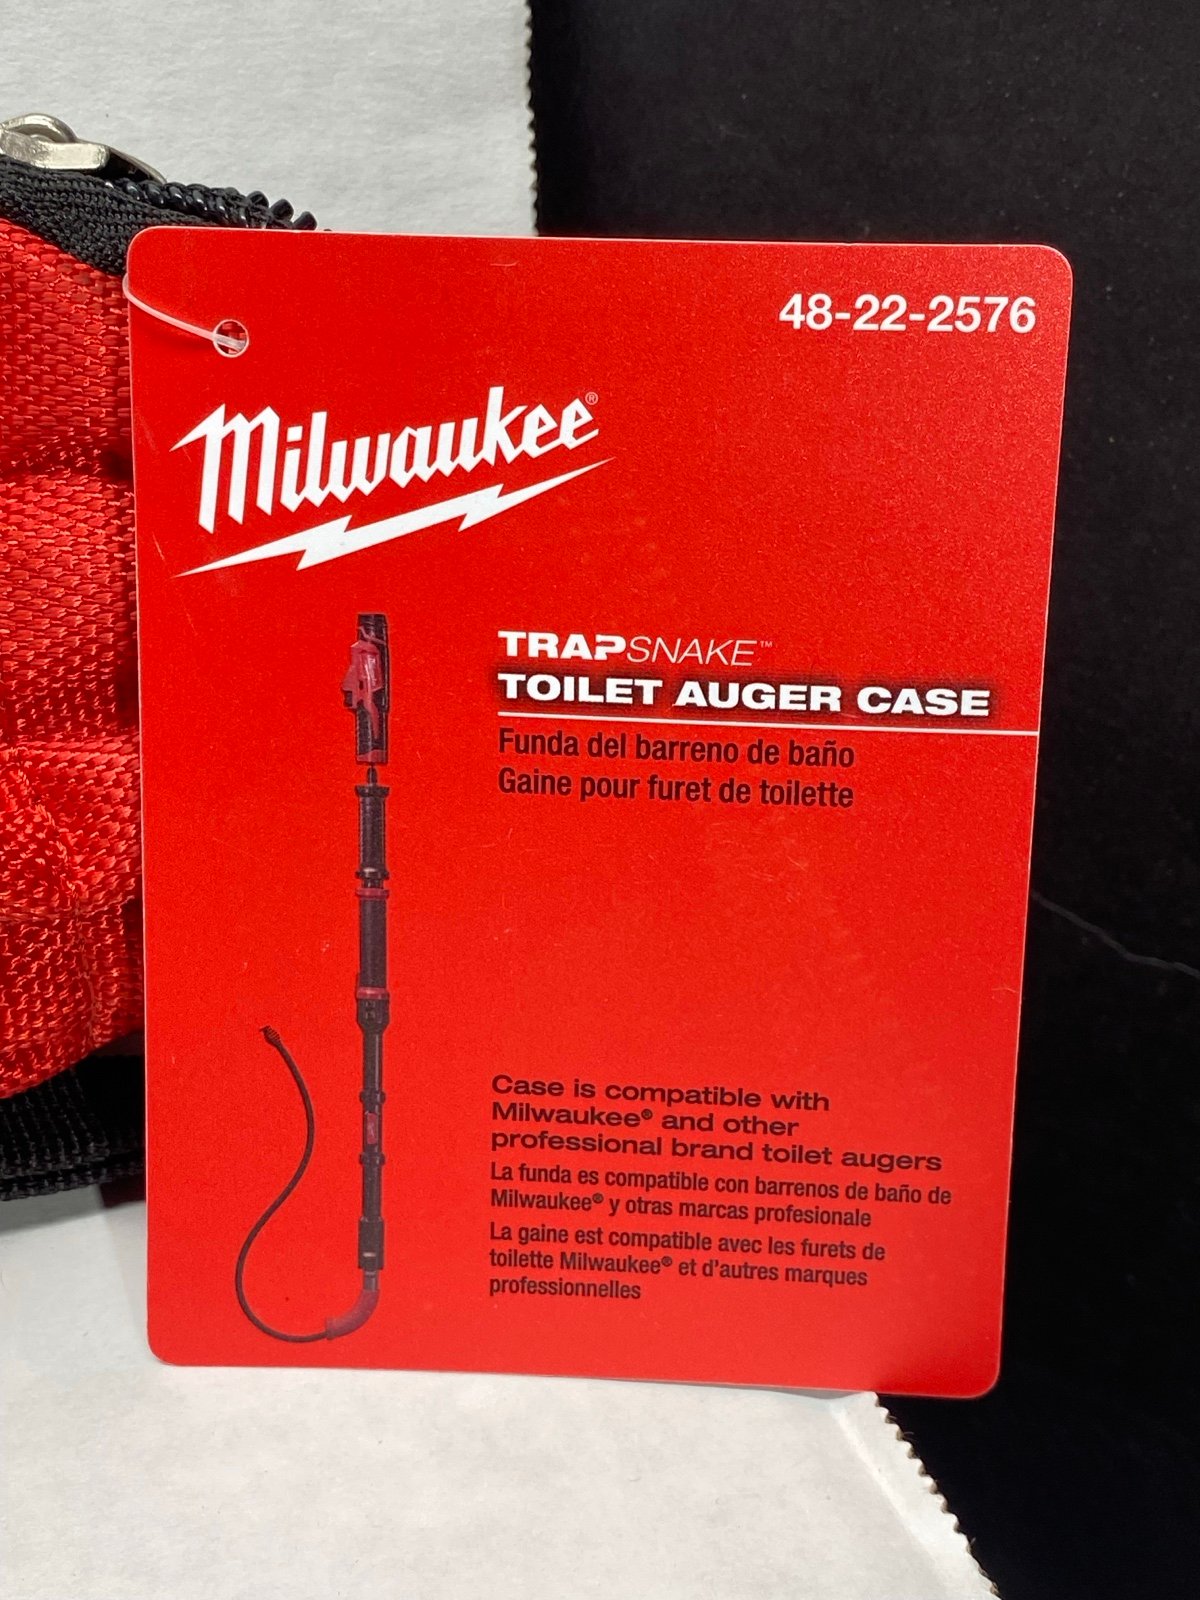 48-22-2576
Milwaukee®
TRAPSNAKE™
TOILET AUGER CASE
Funda del barreno de baño
Gaine pour furet de toilette
Case is compatible with
Milwaukee® and other
professional brand toilet augers
La funda es compatible con barrenos de baño de
Milwaukee® y otras marcas profesionale
La gaine est compatible avec les furets de
toilette Milwaukee® et d'autres marques
professionnelles